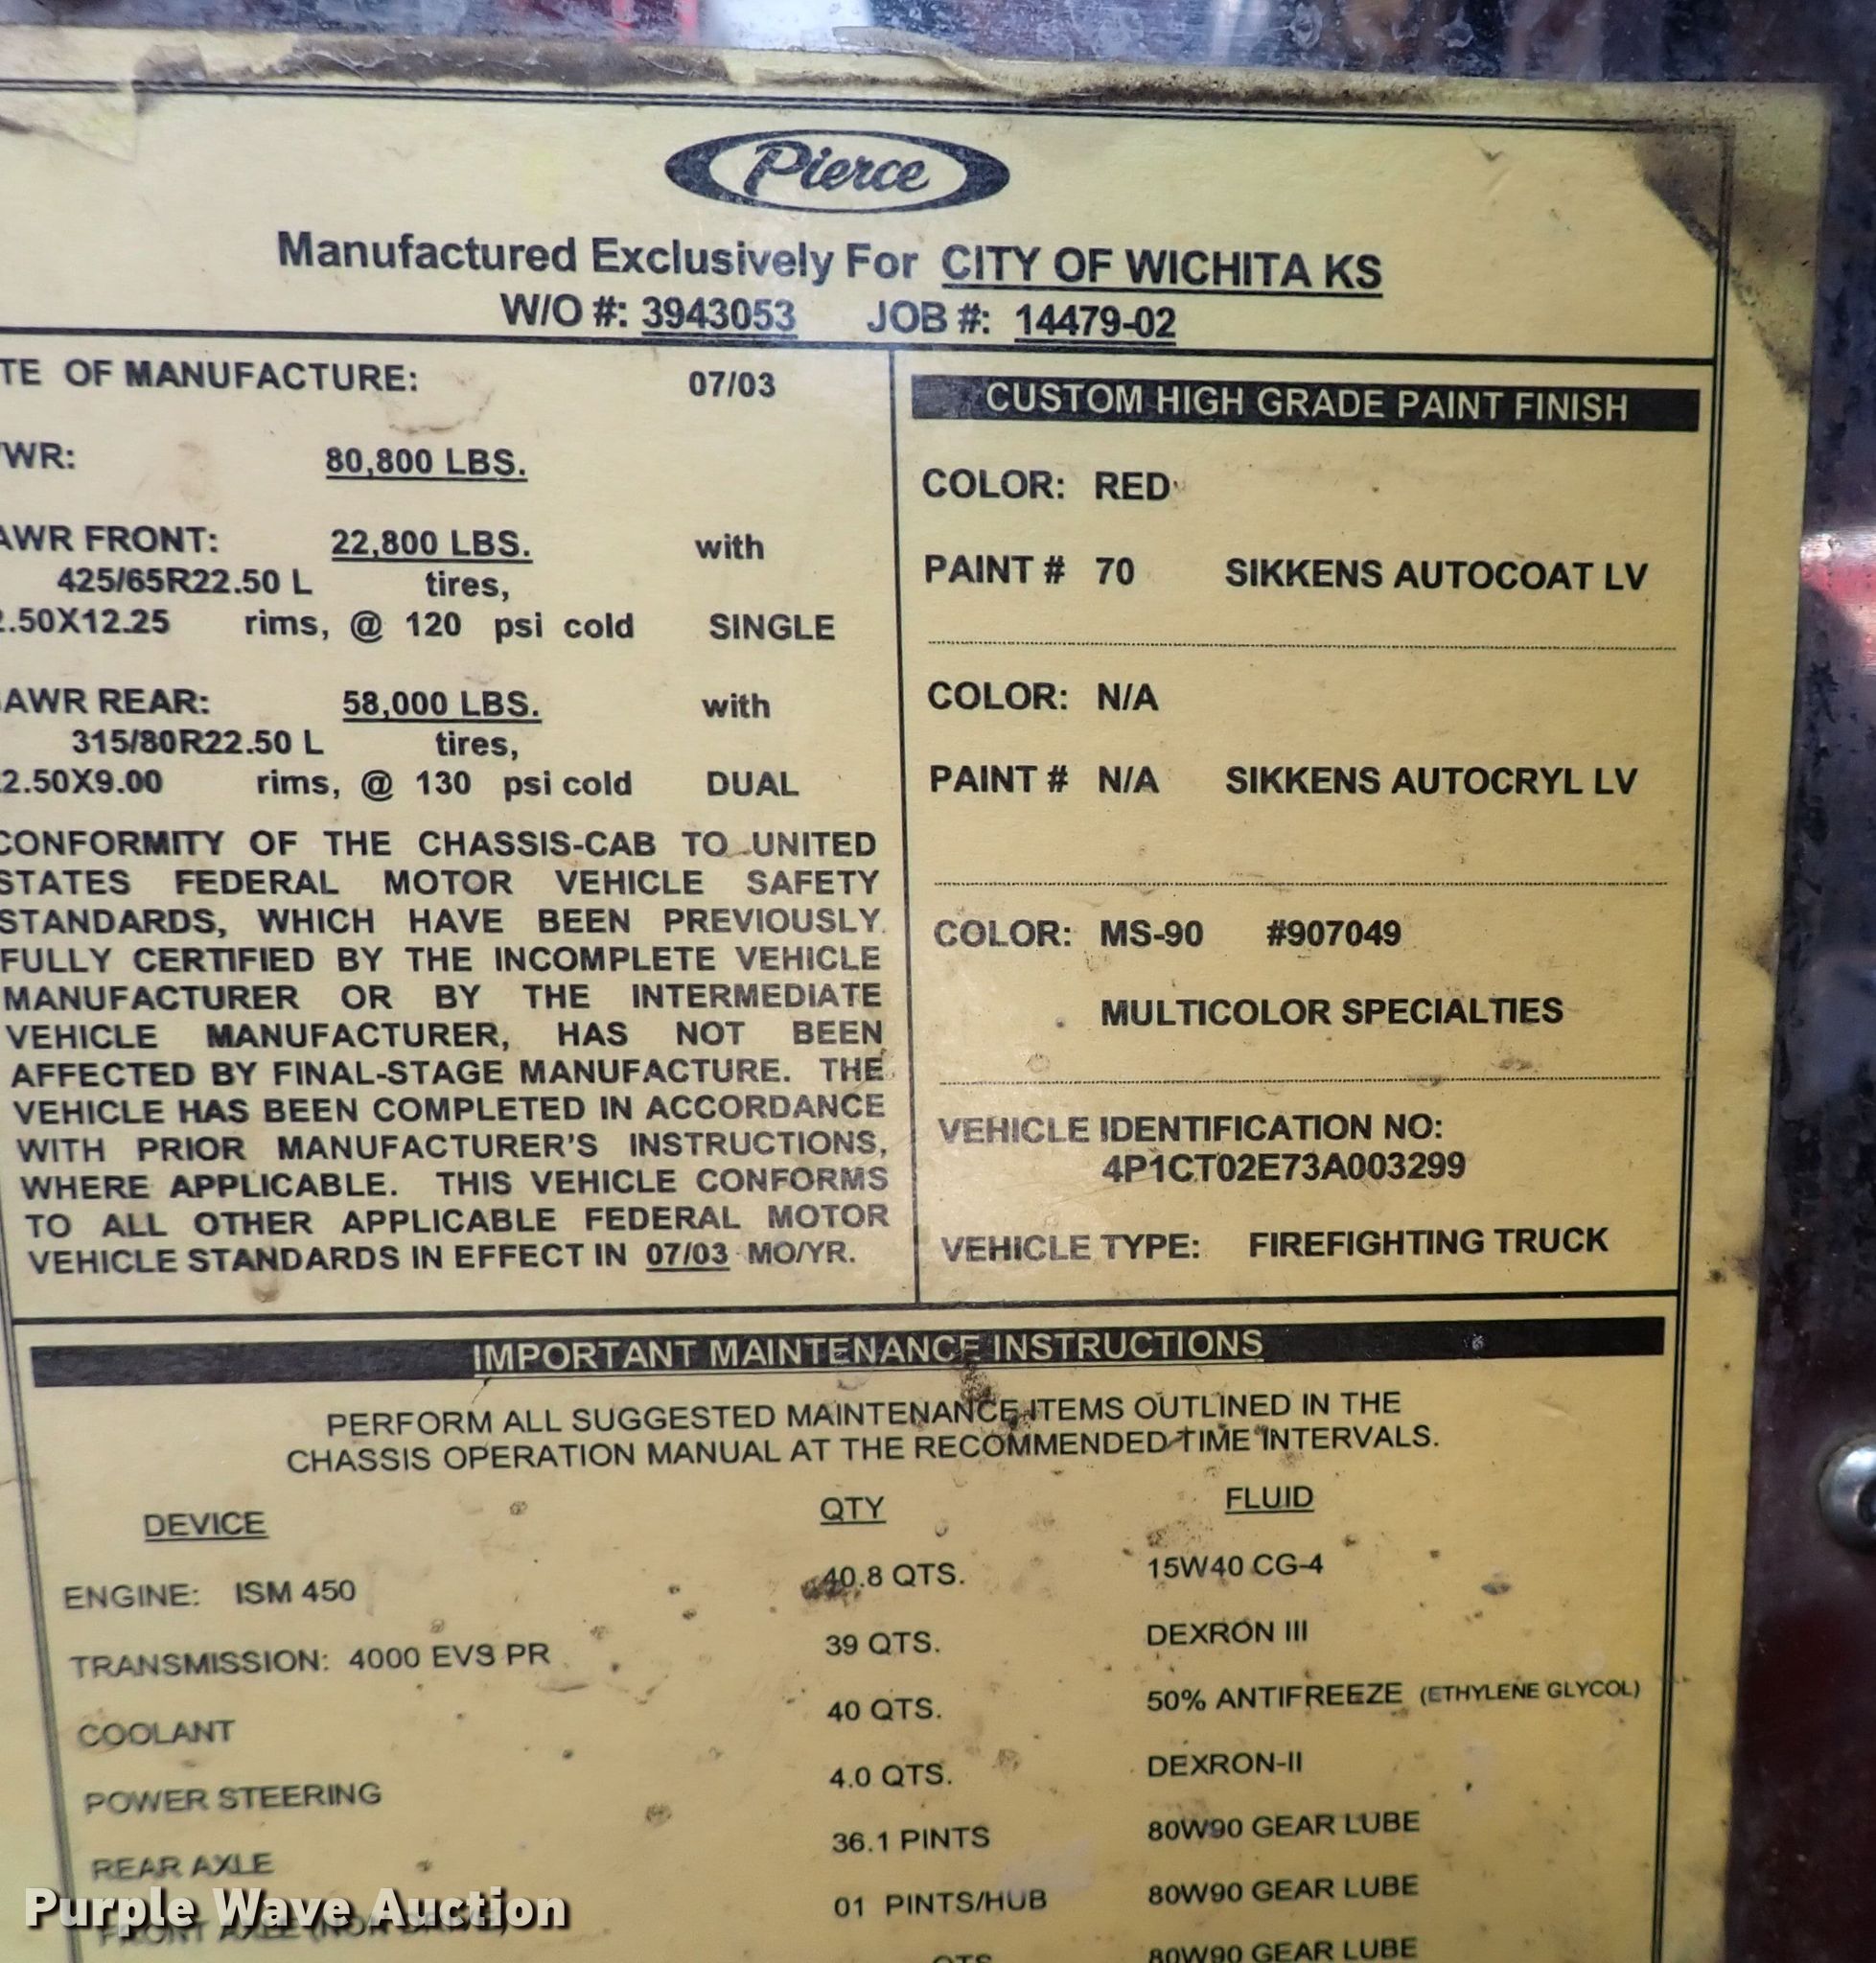 Pierce
Manufactured Exclusively For CITY OF WICHITA KS
W/O #: 3943053 JOB #: 14479-02
TE OF MANUFACTURE: 07/03
WR: 80,800 LBS.
AWR FRONT: 22,800 LBS. with
425/65R22.50 L tires,
2.50X12.25 rims, @ 120 psi cold SINGLE
AWR REAR: 58,000 LBS. with
315/80R22.50 L tires,
2.50X9.00 rims, @ 130 psi cold DUAL
CONFORMITY OF THE CHASSIS-CAB TO UNITED
STATES FEDERAL MOTOR VEHICLE SAFETY
STANDARDS, WHICH HAVE BEEN PREVIOUSLY
FULLY CERTIFIED BY THE INCOMPLETE VEHICLE
MANUFACTURER OR BY THE INTERMEDIATE
VEHICLE MANUFACTURER, HAS NOT BEEN
AFFECTED BY FINAL-STAGE MANUFACTURE. THE
VEHICLE HAS BEEN COMPLETED IN ACCORDANCE
WITH PRIOR MANUFACTURER'S INSTRUCTIONS,
WHERE APPLICABLE. THIS VEHICLE CONFORMS
TO ALL OTHER APPLICABLE FEDERAL MOTOR
VEHICLE STANDARDS IN EFFECT IN 07/03 MO/YR.
CUSTOM HIGH GRADE PAINT FINISH
COLOR: RED
PAINT # 70 SIKKENS AUTOCOAT LV
COLOR: N/A
PAINT # N/A SIKKENS AUTOCRYL LV
COLOR: MS-90 #907049
MULTICOLOR SPECIALTIES
VEHICLE IDENTIFICATION NO:
4P1CT02E73A003299
VEHICLE TYPE: FIREFIGHTING TRUCK
IMPORTANT MAINTENANCE INSTRUCTIONS
PERFORM ALL SUGGESTED MAINTENANCE ITEMS OUTLINED IN THE
CHASSIS OPERATION MANUAL AT THE RECOMMENDED TIME INTERVALS.
DEVICE QTY FLUID
ENGINE: ISM 450 40.8 QTS. 15W40 CG-4
TRANSMISSION: 4000 EVS PR 39 QTS. DEXRON III
COOLANT 40 QTS. 50% ANTIFREEZE (ETHYLENE GLYCOL)
POWER STEERING 4.0 QTS. DEXRON-II
REAR AXLE 36.1 PINTS 80W90 GEAR LUBE
FRONT AXLE (NON DRIVE) 01 PINTS/HUB 80W90 GEAR LUBE
QTS 80W90 GEAR LUBE
Purple Wave Auction